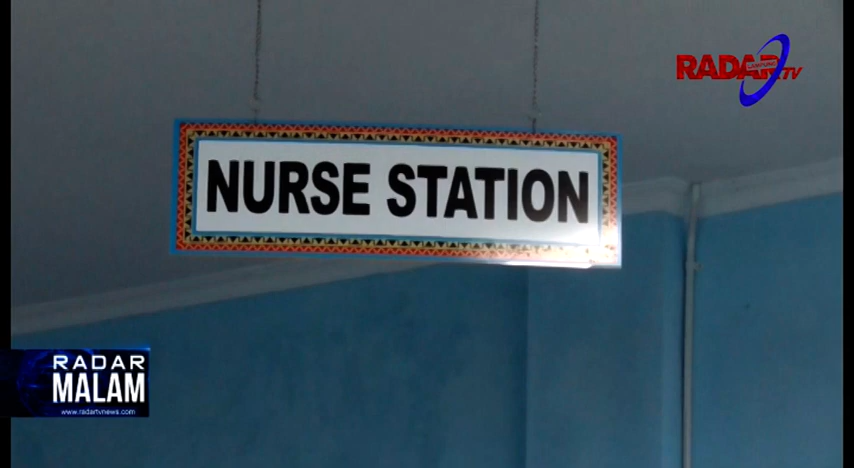 RADAR TV
LAMPUNG
NURSE STATION
RADAR
MALAM
www.radartvnews.com